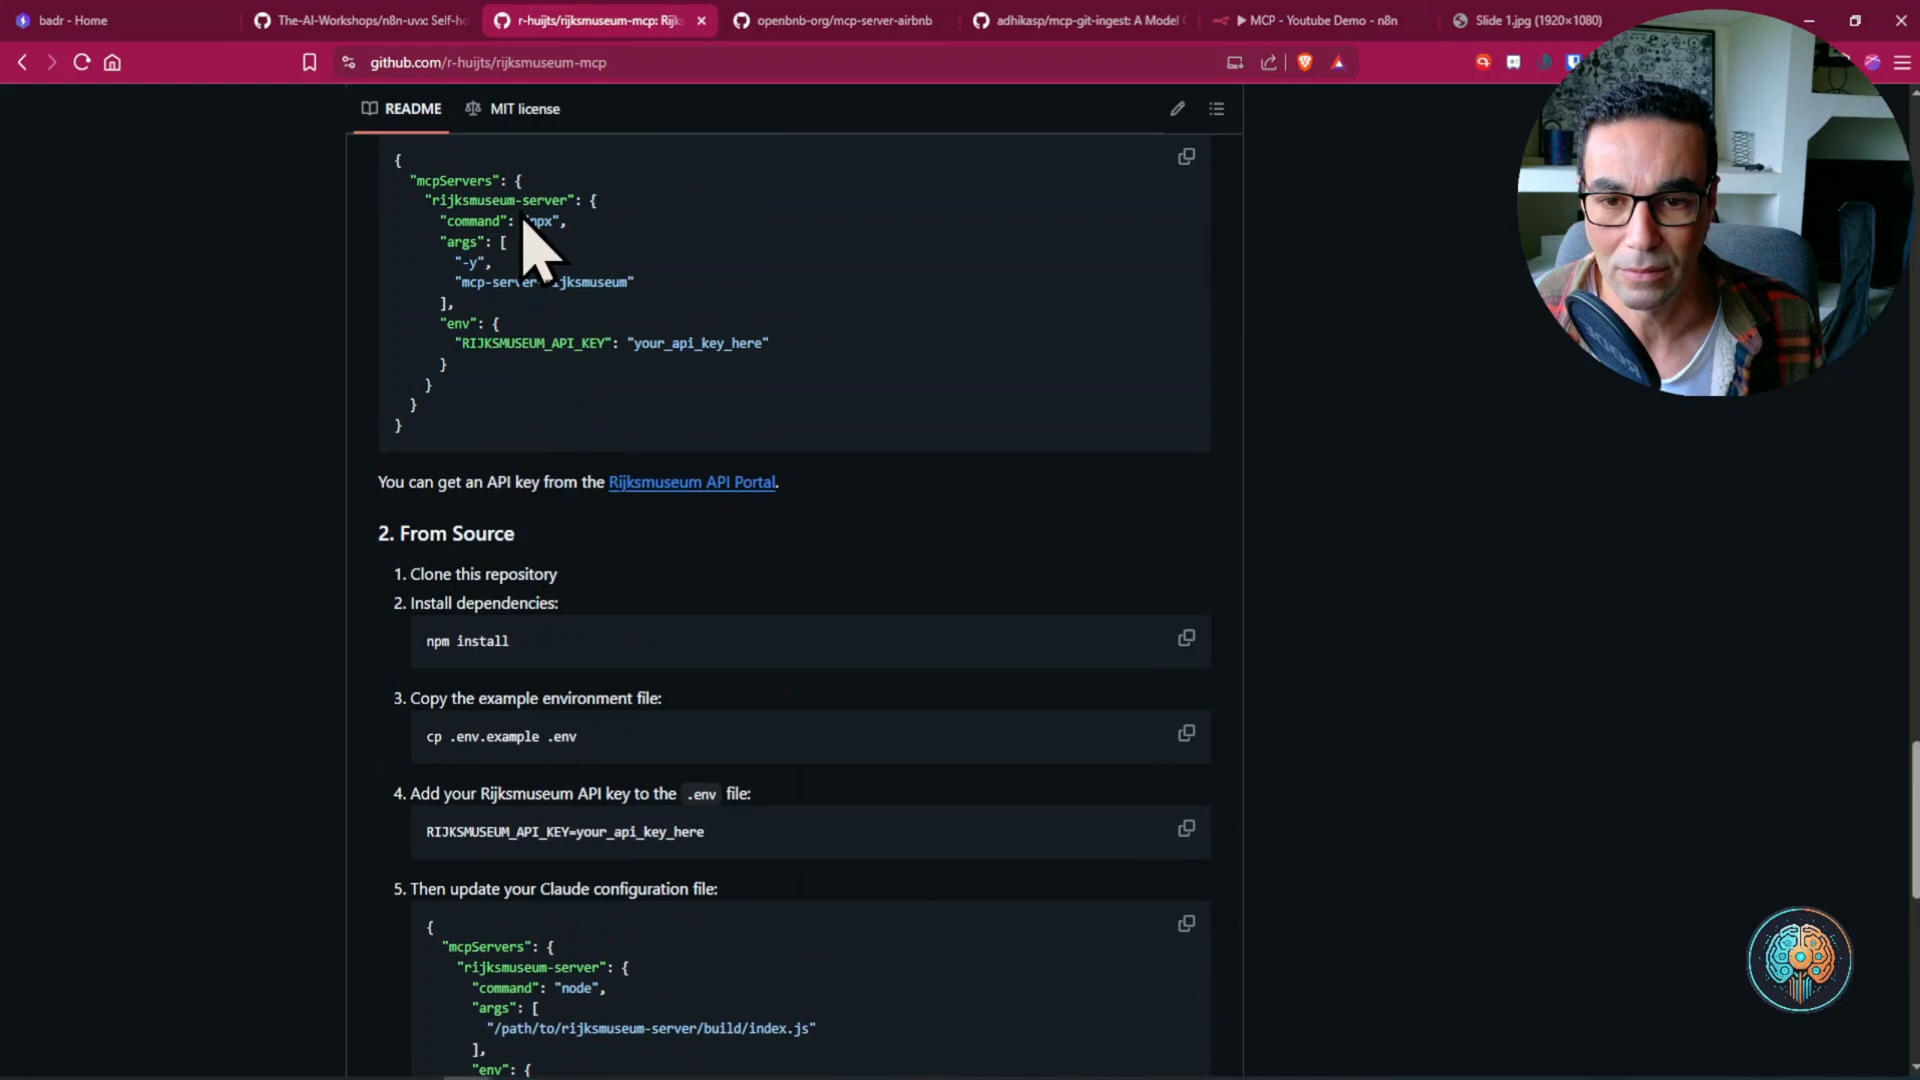 badr - Home
The-AI-Workshops/n8n-uvx: Self-ho
r-huijts/rijksmuseum-mcp: Rijks
openbnb-org/mcp-server-airbnb
adhikasp/mcp-git-ingest: A Model C
▶ MCP - Youtube Demo - n8n
Slide 1.jpg (1920×1080)
github.com/r-huijts/rijksmuseum-mcp
README
MIT license
{
"mcpServers": {
"rijksmuseum-server": {
"command": "npx",
"args": [
"-y",
"mcp-server-rijksmuseum"
],
"env": {
"RIJKSMUSEUM_API_KEY": "your_api_key_here"
}
}
}
}
You can get an API key from the Rijksmuseum API Portal.
2. From Source
1. Clone this repository
2. Install dependencies:
npm install
3. Copy the example environment file:
cp .env.example .env
4. Add your Rijksmuseum API key to the .env file:
RIJKSMUSEUM_API_KEY=your_api_key_here
5. Then update your Claude configuration file:
{
"mcpServers": {
"rijksmuseum-server": {
"command": "node",
"args": [
"/path/to/rijksmuseum-server/build/index.js"
],
"env": {